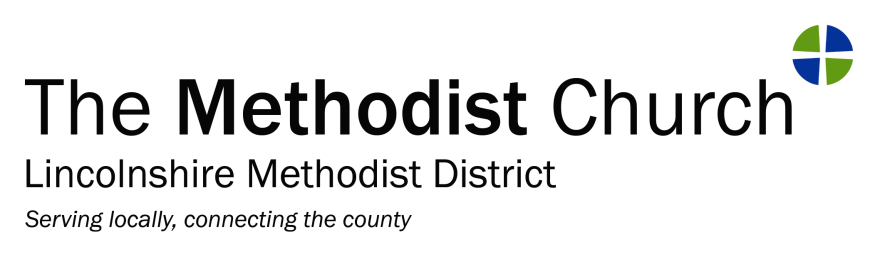 The Methodist Church
Lincolnshire Methodist District
Serving locally, connecting the county